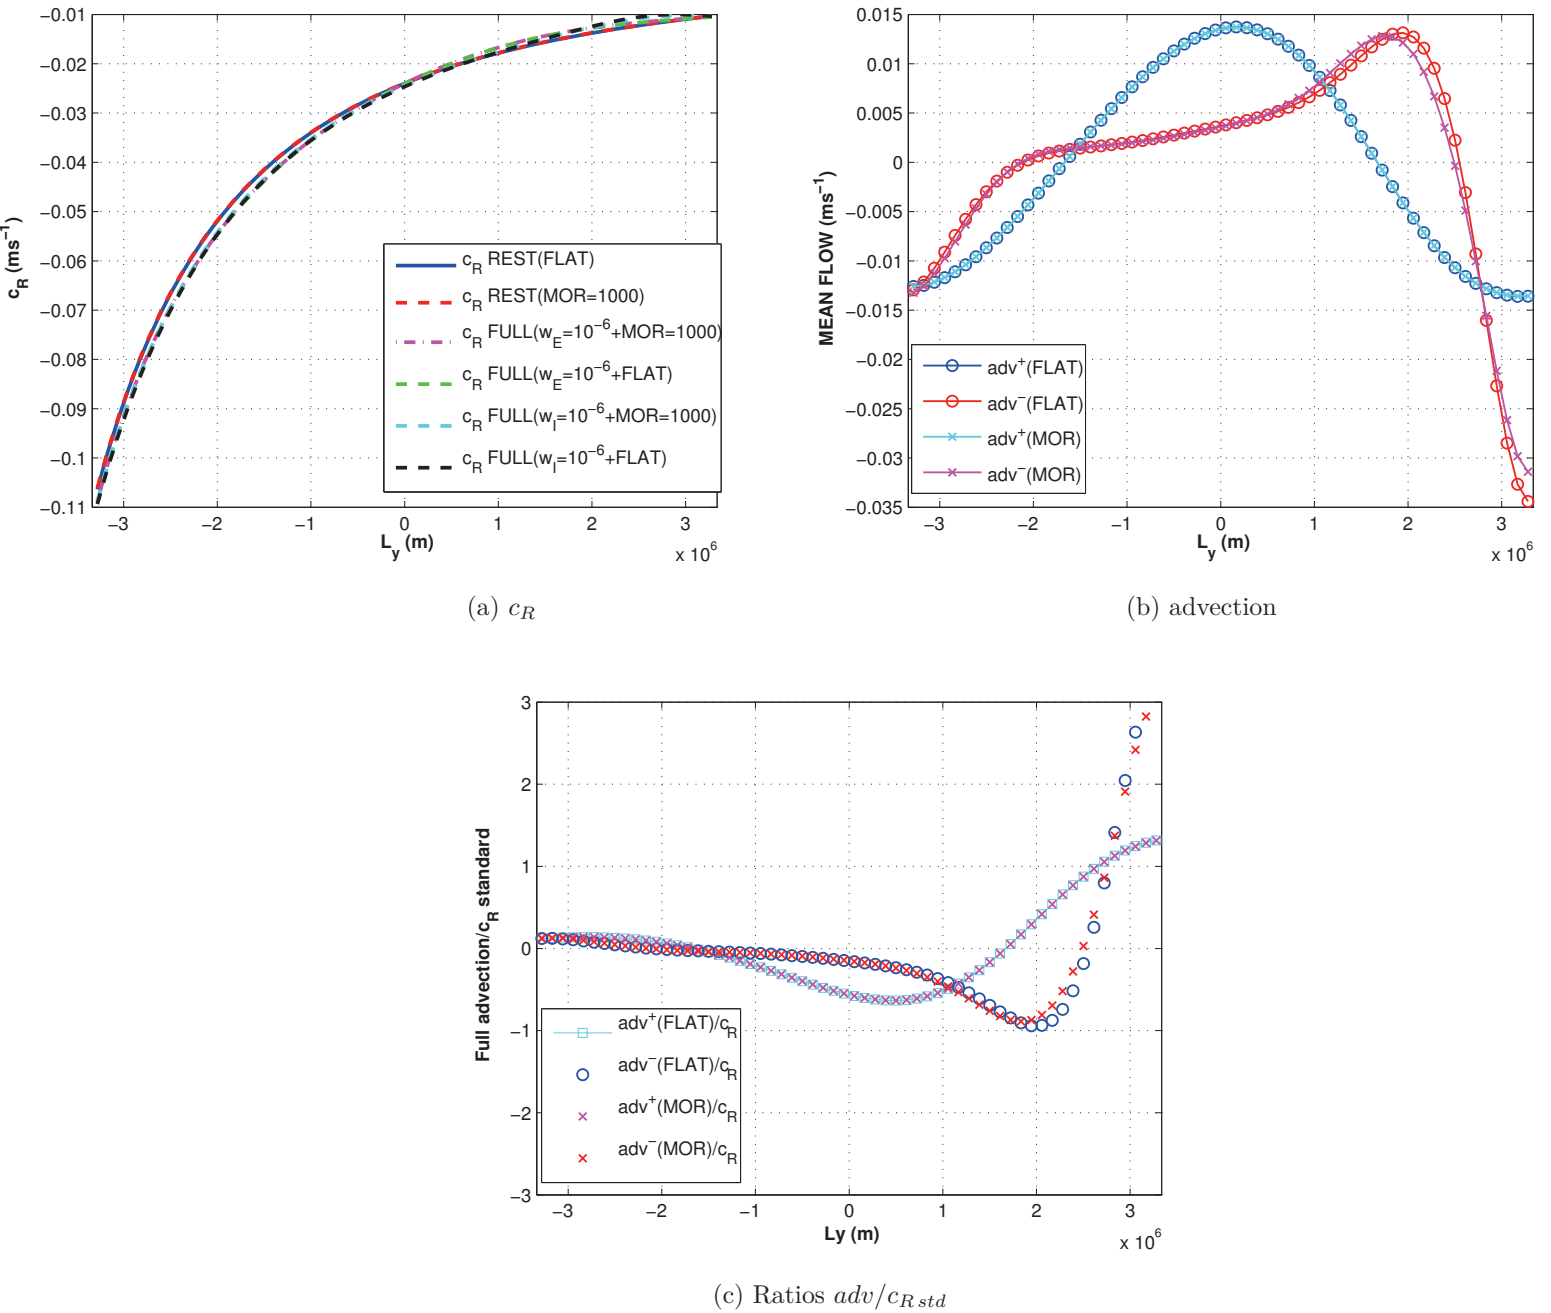 −0.01
−0.02
−0.03
−0.04
−0.05
−0.06
−0.07
−0.08
−0.09
−0.1
−0.11
c_R (ms⁻¹)
−3 −2 −1 0 1 2 3
L_y (m)
x 10⁶
c_R REST(FLAT)
c_R REST(MOR=1000)
c_R FULL(w_E=10⁻⁶+MOR=1000)
c_R FULL(w_E=10⁻⁶+FLAT)
c_R FULL(w_I=10⁻⁶+MOR=1000)
c_R FULL(w_I=10⁻⁶+FLAT)
(a) c_R
0.015
0.01
0.005
0
−0.005
−0.01
−0.015
−0.02
−0.025
−0.03
−0.035
MEAN FLOW (ms⁻¹)
−3 −2 −1 0 1 2 3
L_y (m)
x 10⁶
adv⁺(FLAT)
adv⁻(FLAT)
adv⁺(MOR)
adv⁻(MOR)
(b) advection
3
2
1
0
−1
−2
−3
Full advection/c_R standard
−3 −2 −1 0 1 2 3
Ly (m)
x 10⁶
adv⁺(FLAT)/c_R
adv⁻(FLAT)/c_R
adv⁺(MOR)/c_R
adv⁻(MOR)/c_R
(c) Ratios adv/c_{R std}